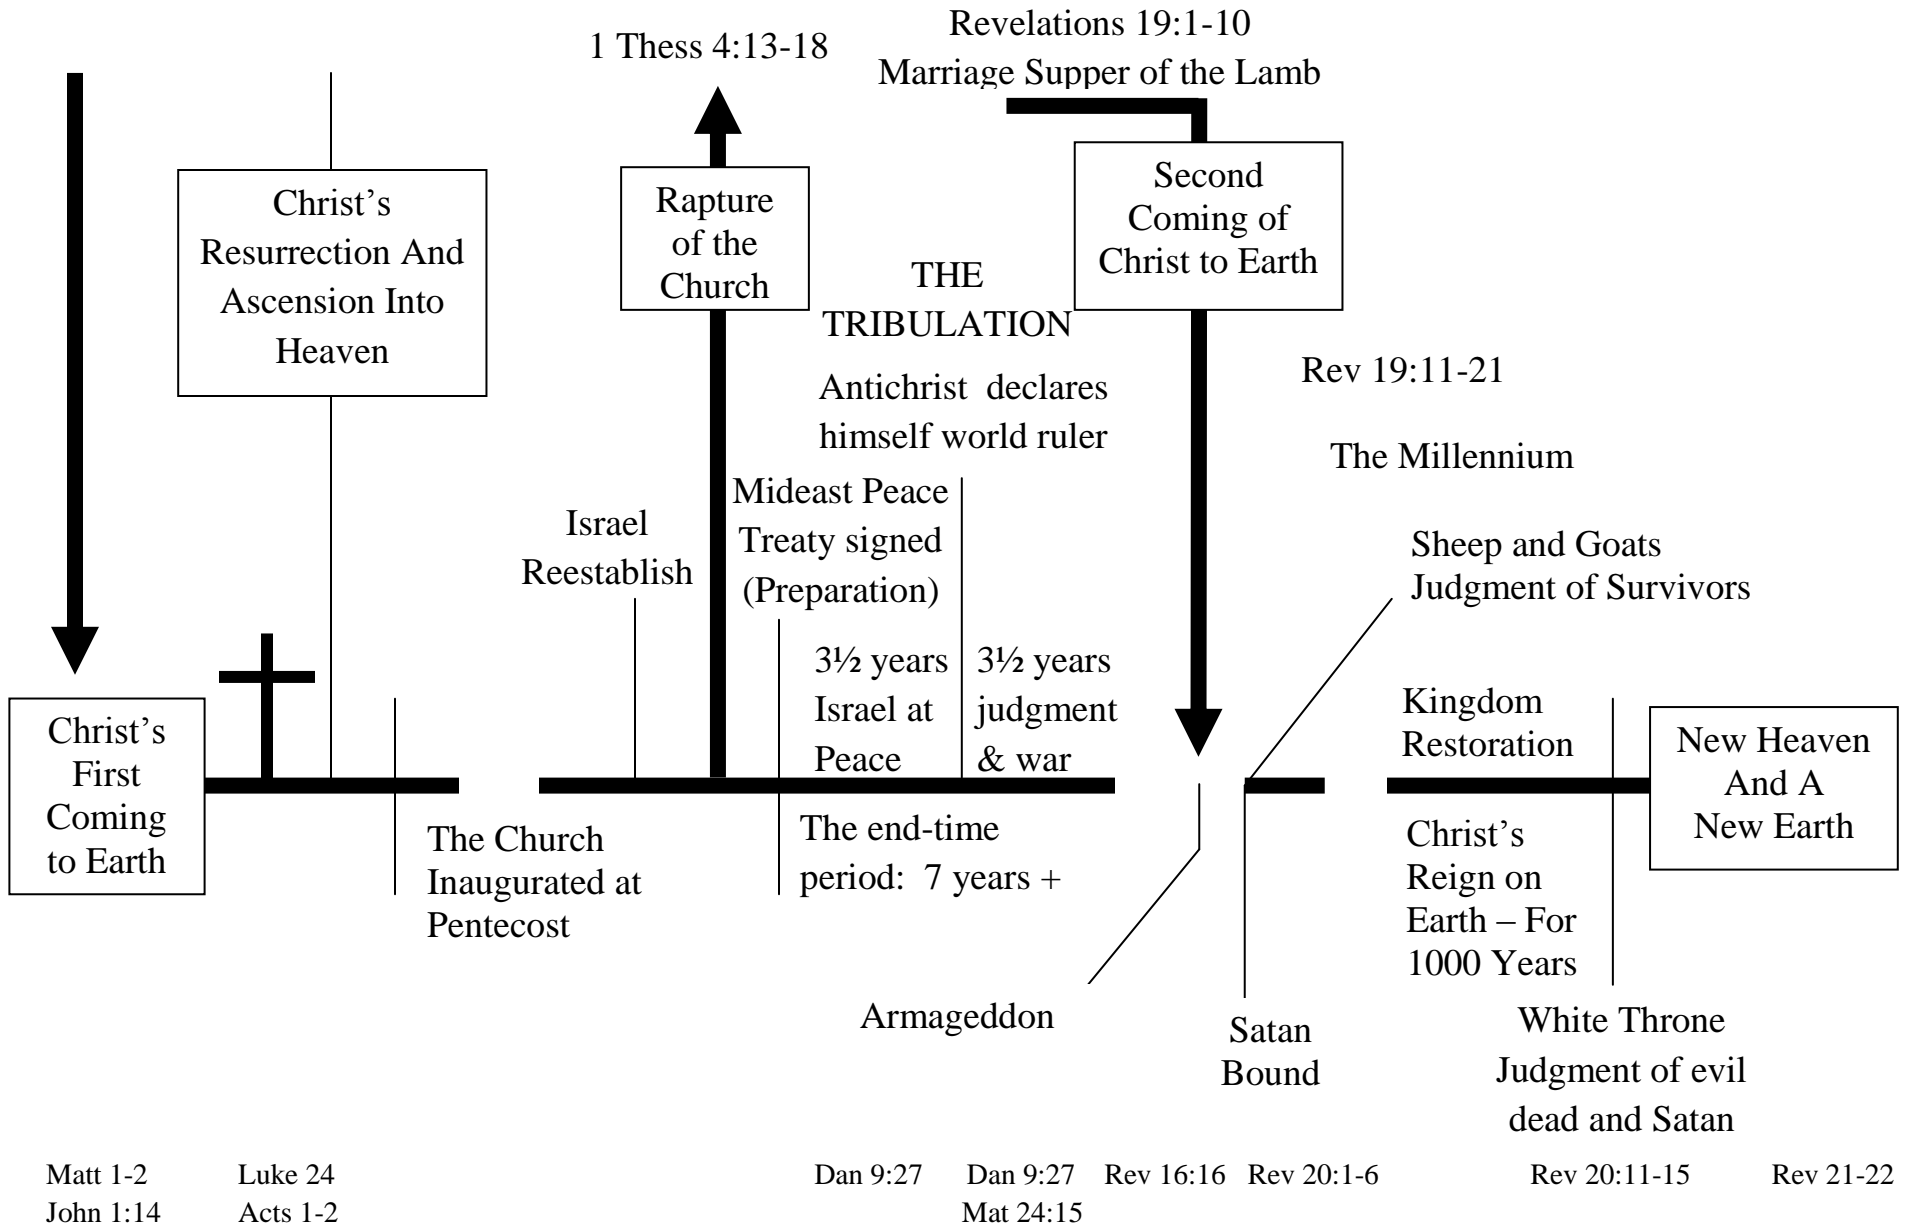 1 Thess 4:13-18
Revelations 19:1-10
Marriage Supper of the Lamb
Christ’s
Resurrection And
Ascension Into
Heaven
Rapture
of the
Church
Second
Coming of
Christ to Earth
THE
TRIBULATION
Antichrist declares
himself world ruler
Rev 19:11-21
The Millennium
Israel
Reestablish
Mideast Peace
Treaty signed
(Preparation)
Sheep and Goats
Judgment of Survivors
3½ years
Israel at
Peace
3½ years
judgment
& war
Kingdom
Restoration
Christ’s
First
Coming
to Earth
New Heaven
And A
New Earth
The Church
Inaugurated at
Pentecost
The end-time
period: 7 years +
Christ’s
Reign on
Earth – For
1000 Years
Armageddon
Satan
Bound
White Throne
Judgment of evil
dead and Satan
Matt 1-2
John 1:14
Luke 24
Acts 1-2
Dan 9:27
Dan 9:27
Mat 24:15
Rev 16:16
Rev 20:1-6
Rev 20:11-15
Rev 21-22